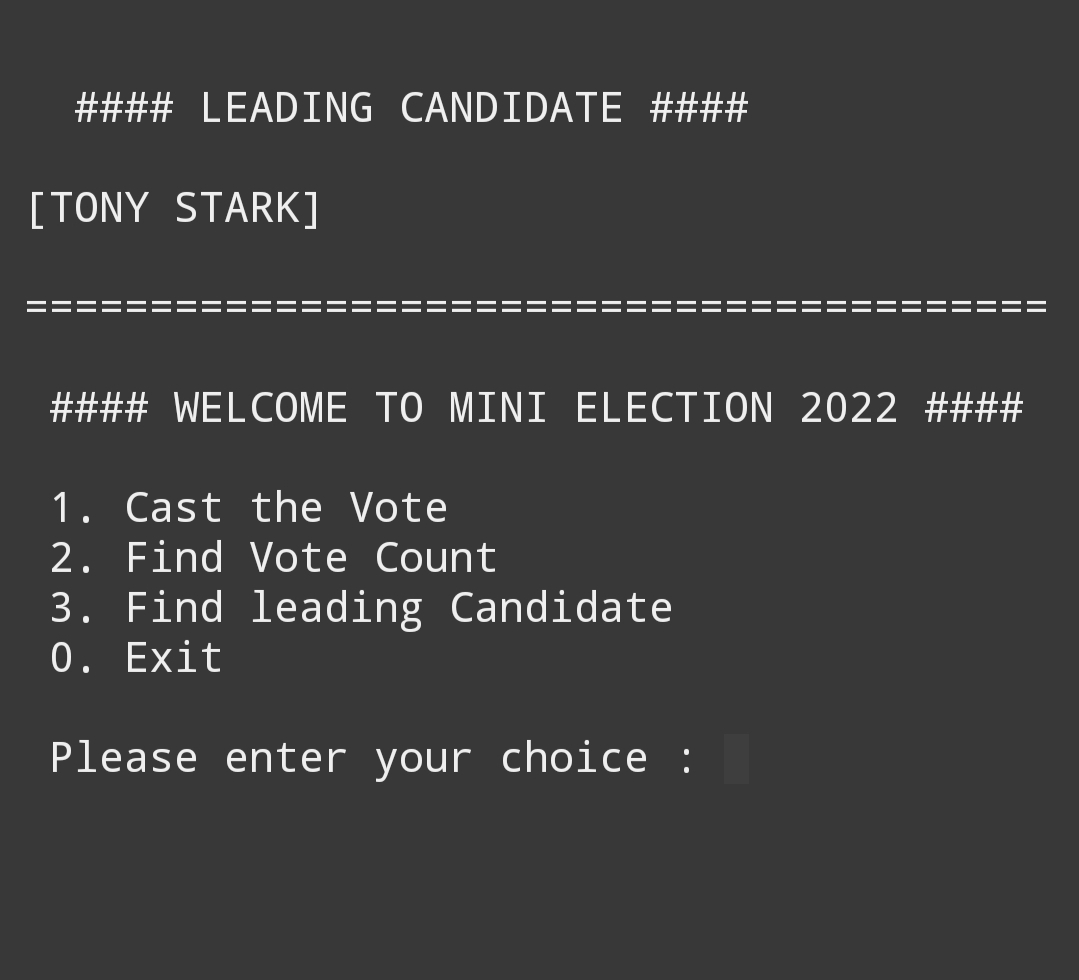 #### LEADING CANDIDATE ####
[TONY STARK]
=========================================
#### WELCOME TO MINI ELECTION 2022 ####
1. Cast the Vote
2. Find Vote Count
3. Find leading Candidate
0. Exit
Please enter your choice :